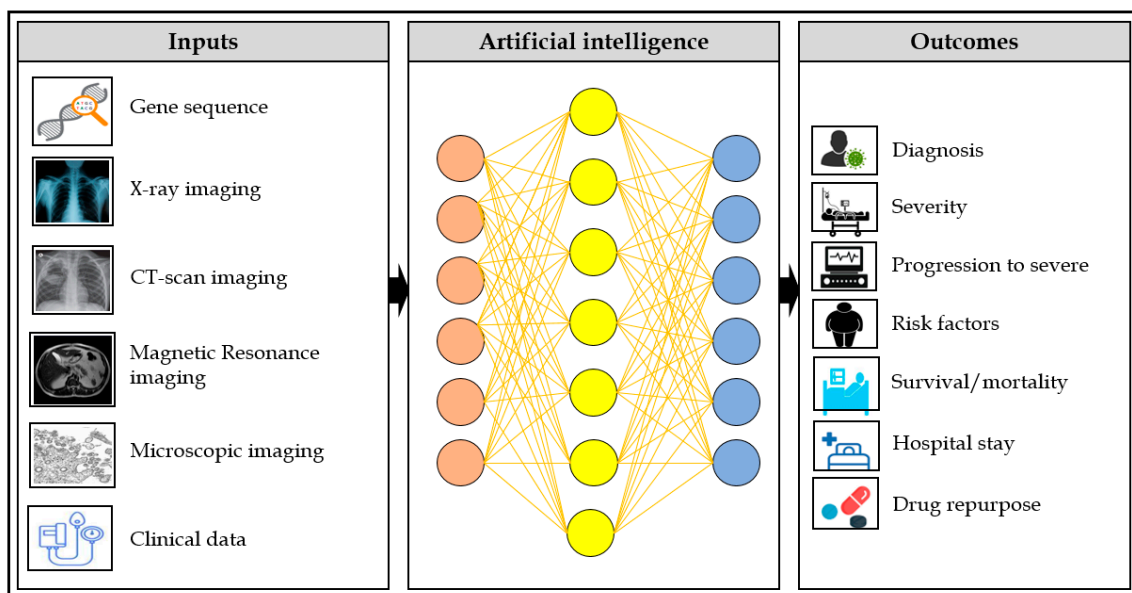 Inputs
Gene sequence
X-ray imaging
CT-scan imaging
Magnetic Resonance
imaging
Microscopic imaging
Clinical data
Artificial intelligence
Outcomes
Diagnosis
Severity
Progression to severe
Risk factors
Survival/mortality
Hospital stay
Drug repurpose